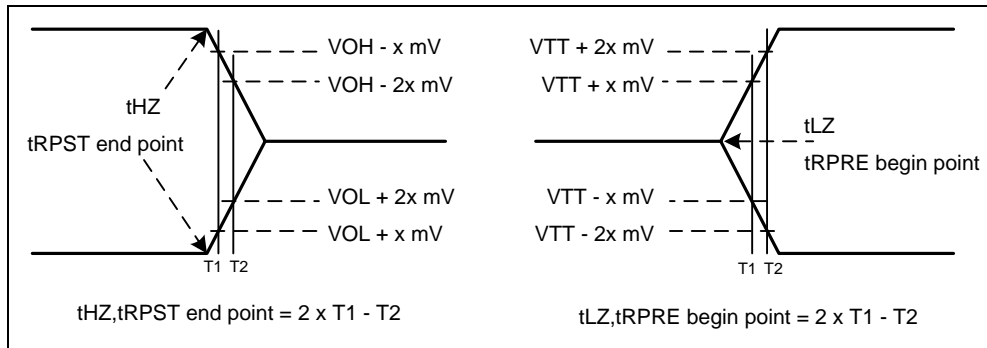 VOH - x mV
VOH - 2x mV
tHZ
tRPST end point
VOL + 2x mV
VOL + x mV
T1 T2
tHZ,tRPST end point = 2 x T1 - T2
VTT + 2x mV
VTT + x mV
tLZ
tRPRE begin point
VTT - x mV
VTT - 2x mV
T1 T2
tLZ,tRPRE begin point = 2 x T1 - T2